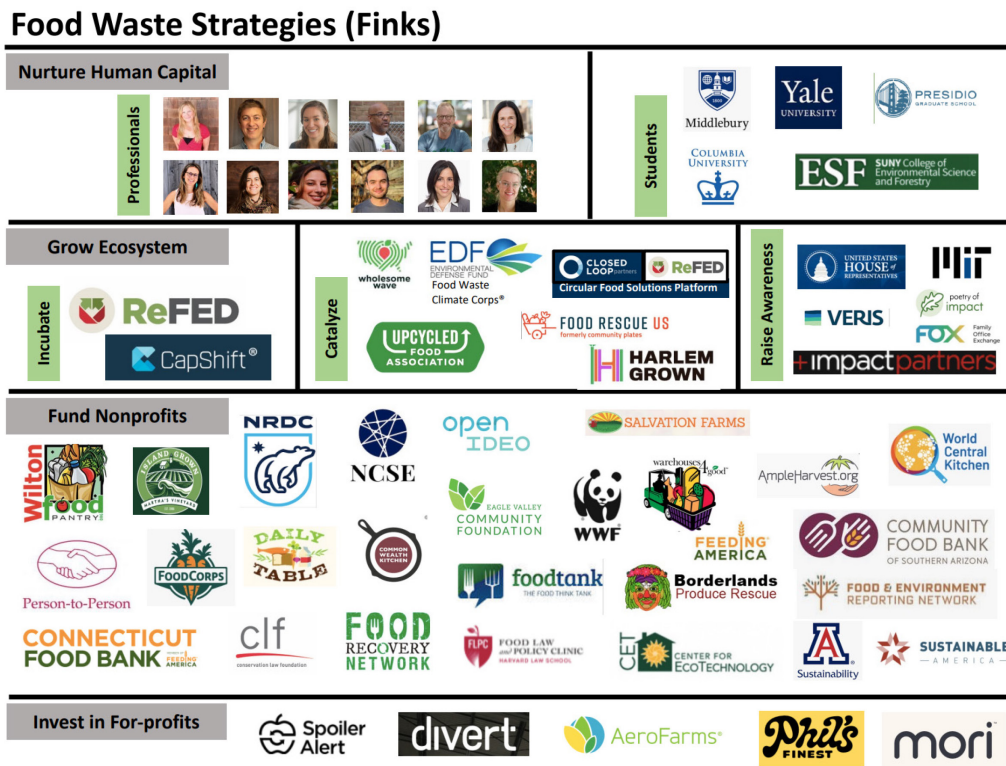 Food Waste Strategies (Finks)
Nurture Human Capital
Professionals
Students
Middlebury
Yale
UNIVERSITY
PRESIDIO
GRADUATE SCHOOL
COLUMBIA
UNIVERSITY
ESF
SUNY College of
Environmental Science
and Forestry
Grow Ecosystem
Incubate
ReFED
CapShift®
Catalyze
wholesome
wave
EDF
ENVIRONMENTAL
DEFENSE FUND
Food Waste
Climate Corps®
CLOSED
LOOP partners
ReFED
Circular Food Solutions Platform
UPCYCLED
FOOD
ASSOCIATION
FOOD RESCUE US
formerly community plates
HARLEM
GROWN
Raise Awareness
UNITED STATES
HOUSE of
REPRESENTATIVES
MIT
VERIS
poetry of
impact
FOX
Family
Office
Exchange
+impactpartners
Fund Nonprofits
Wilton
food
PANTRY
ISLAND GROWN
MARTHA'S VINEYARD
NRDC
NCSE
open
IDEO
SALVATION FARMS
World
Central
Kitchen
EAGLE VALLEY
COMMUNITY
FOUNDATION
WWF
warehouses4good
AmpleHarvest.org
FEEDING
AMERICA
COMMUNITY
FOOD BANK
OF SOUTHERN ARIZONA
Person-to-Person
FOODCORPS
DAILY
TABLE
COMMON
WEALTH
KITCHEN
foodtank
THE FOOD THINK TANK
Borderlands
Produce Rescue
FOOD & ENVIRONMENT
REPORTING NETWORK
CONNECTICUT
FOOD BANK
FEEDING
AMERICA
clf
conservation law foundation
FOOD
RECOVERY
NETWORK
FLPC
FOOD LAW
and POLICY CLINIC
HARVARD LAW SCHOOL
CET
CENTER FOR
ECOTECHNOLOGY
A
Sustainability
SUSTAINABLE
AMERICA
Invest in For-profits
Spoiler
Alert
divert
AeroFarms®
Phil's
FINEST
mori